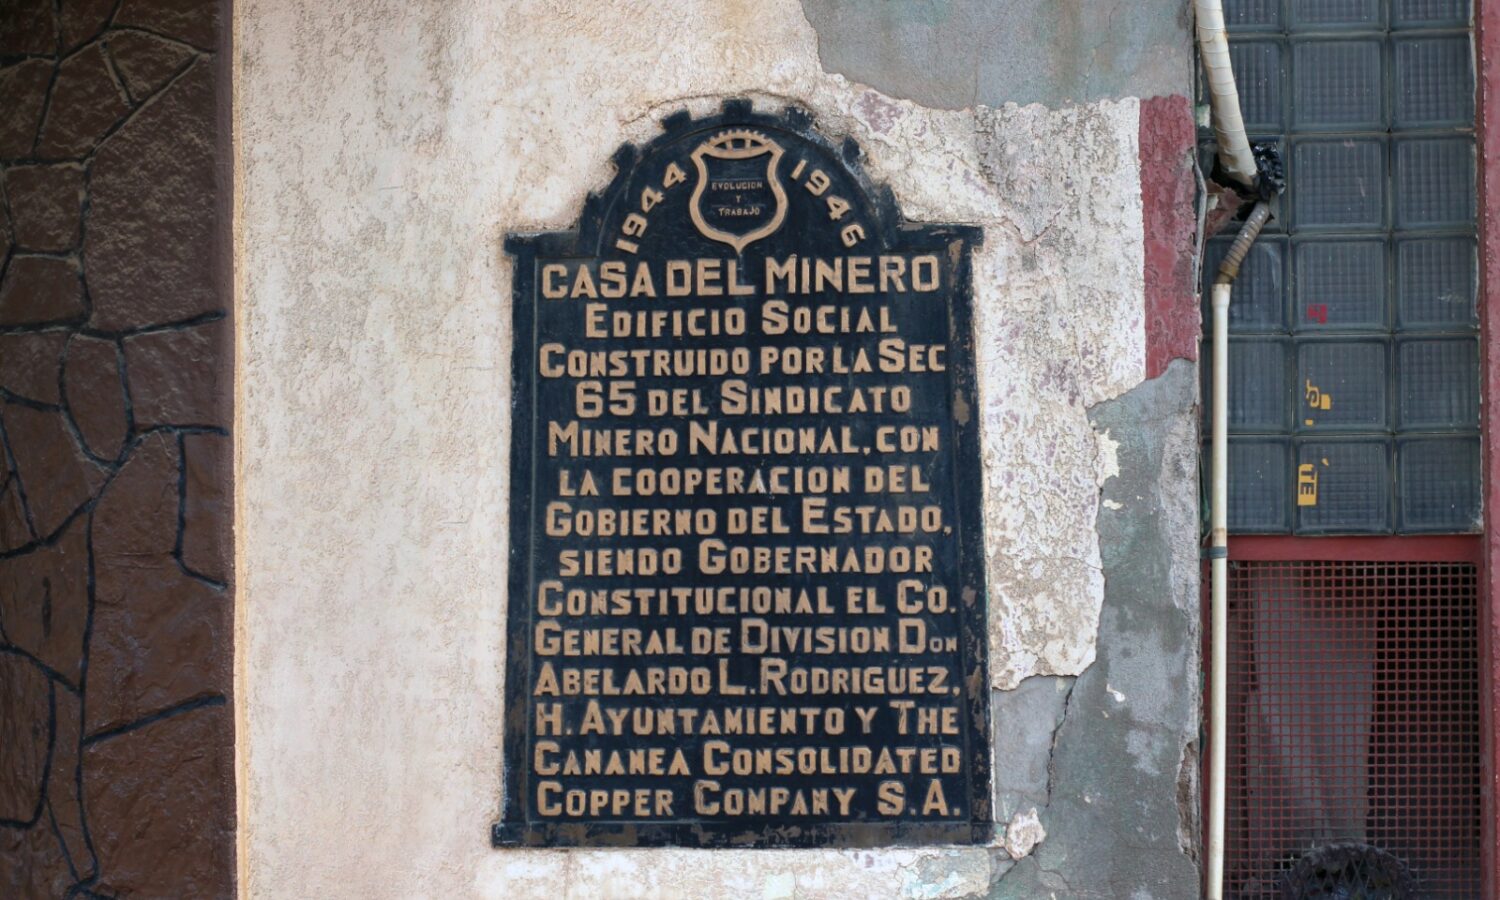 1944 1946
EVOLUCION
Y
TRABAJO
CASA DEL MINERO
EDIFICIO SOCIAL
CONSTRUIDO POR LA SEC
65 DEL SINDICATO
MINERO NACIONAL, CON
LA COOPERACION DEL
GOBIERNO DEL ESTADO,
SIENDO GOBERNADOR
CONSTITUCIONAL EL CO.
GENERAL DE DIVISION DON
ABELARDO L. RODRIGUEZ,
H. AYUNTAMIENTO Y THE
CANANEA CONSOLIDATED
COPPER COMPANY S.A.